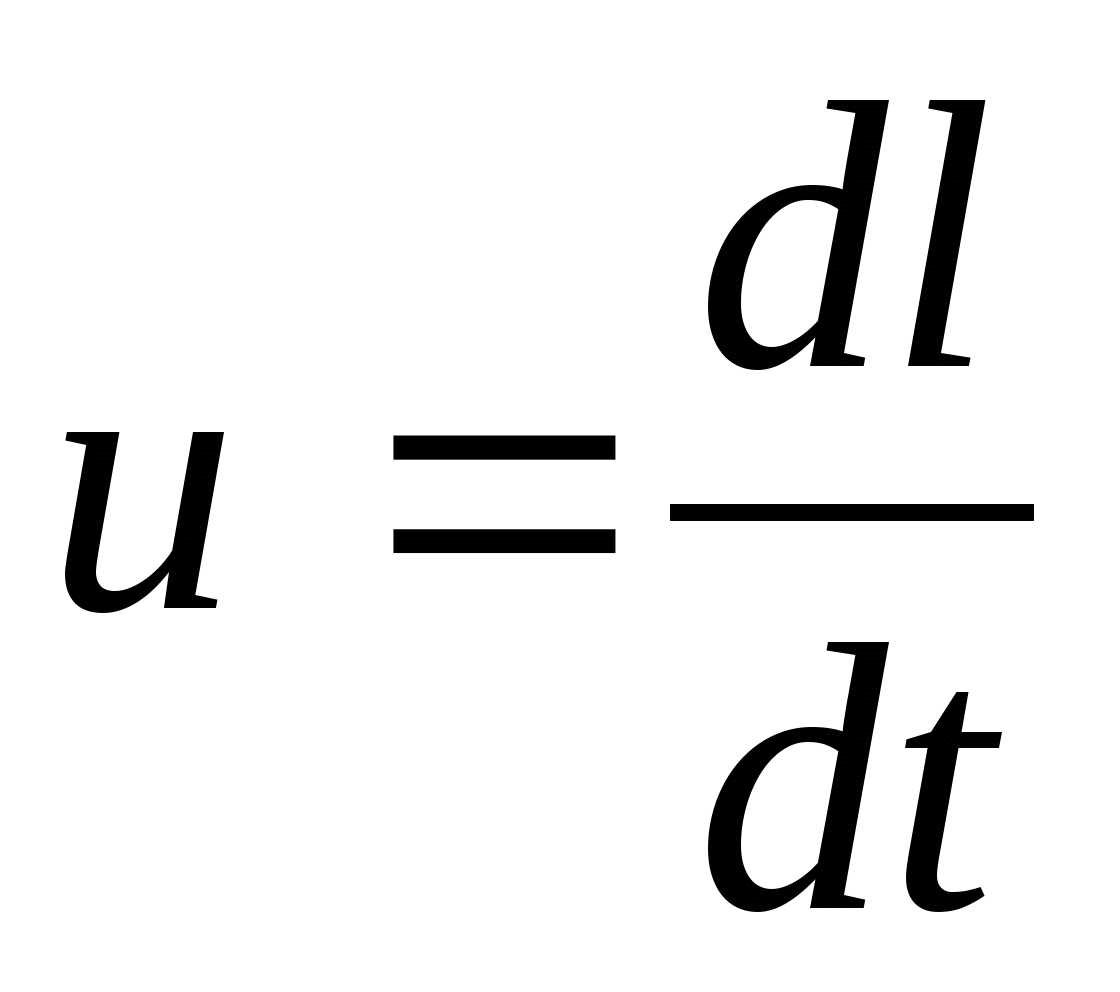 u = dl/dt